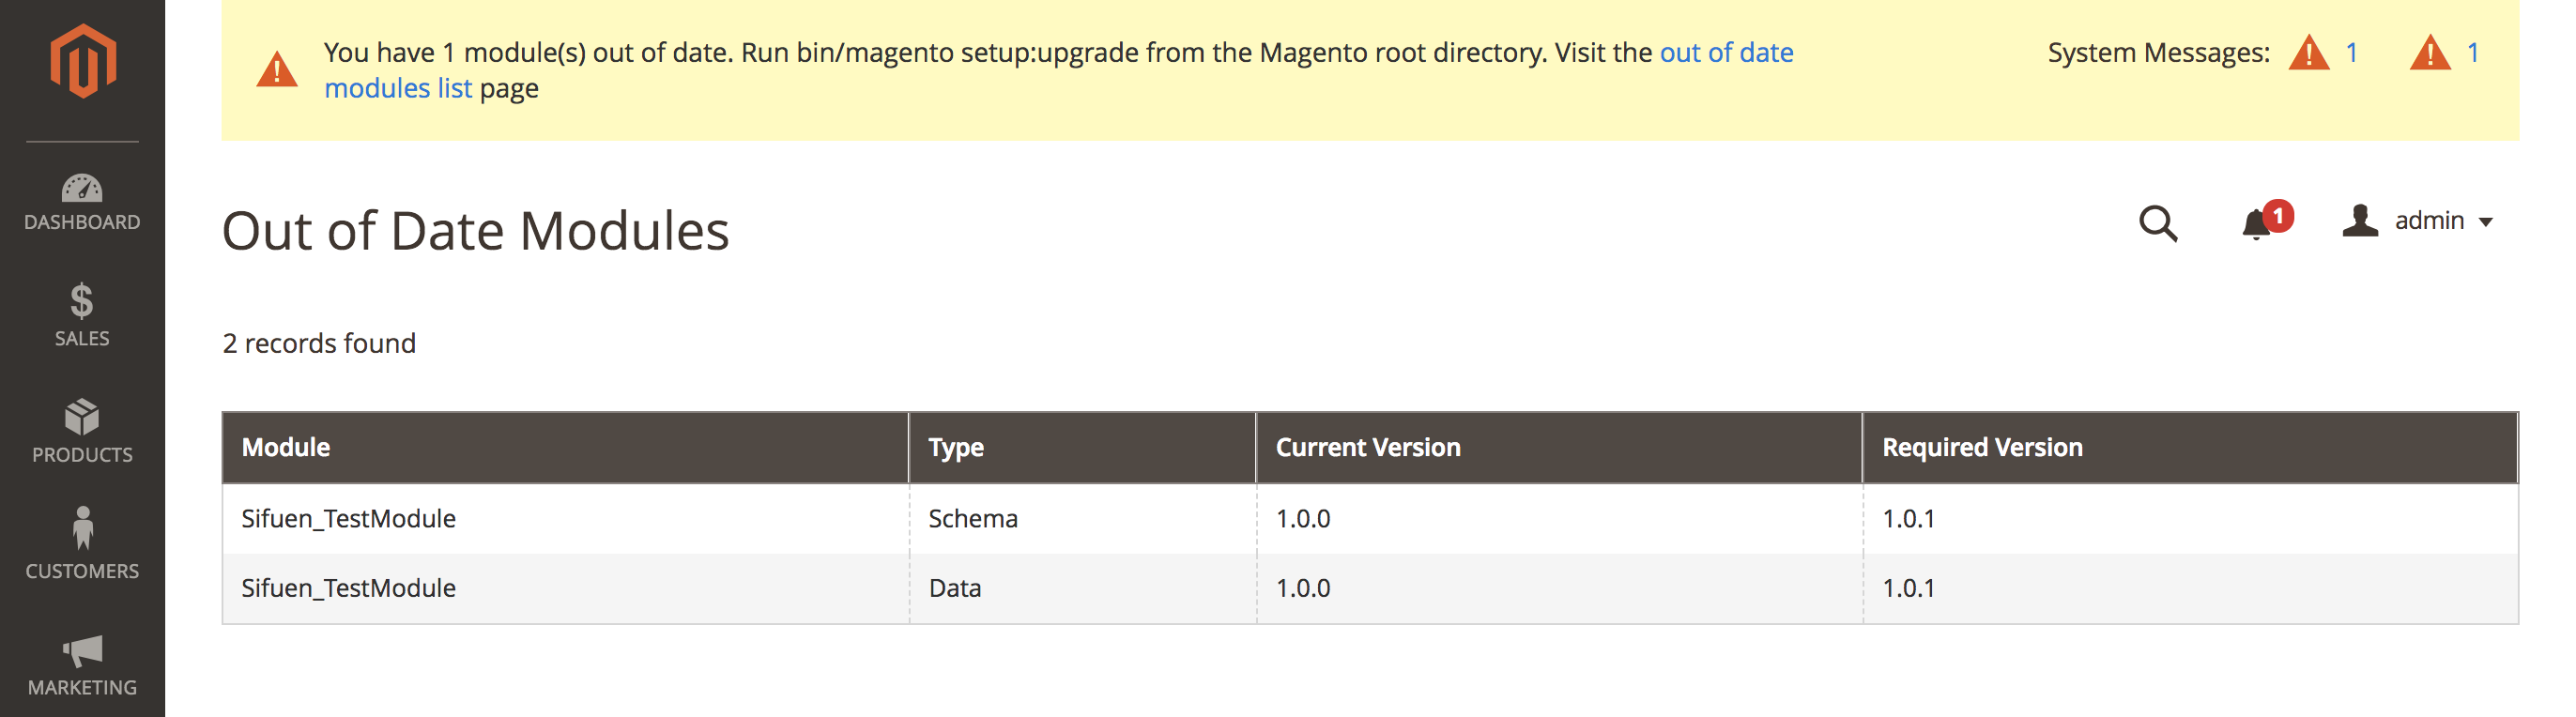 You have 1 module(s) out of date. Run bin/magento setup:upgrade from the Magento root directory. Visit the out of date
modules list page
System Messages: 1 1
DASHBOARD
SALES
PRODUCTS
CUSTOMERS
MARKETING
Out of Date Modules
1
admin
2 records found
Module Type Current Version Required Version
Sifuen_TestModule Schema 1.0.0 1.0.1
Sifuen_TestModule Data 1.0.0 1.0.1